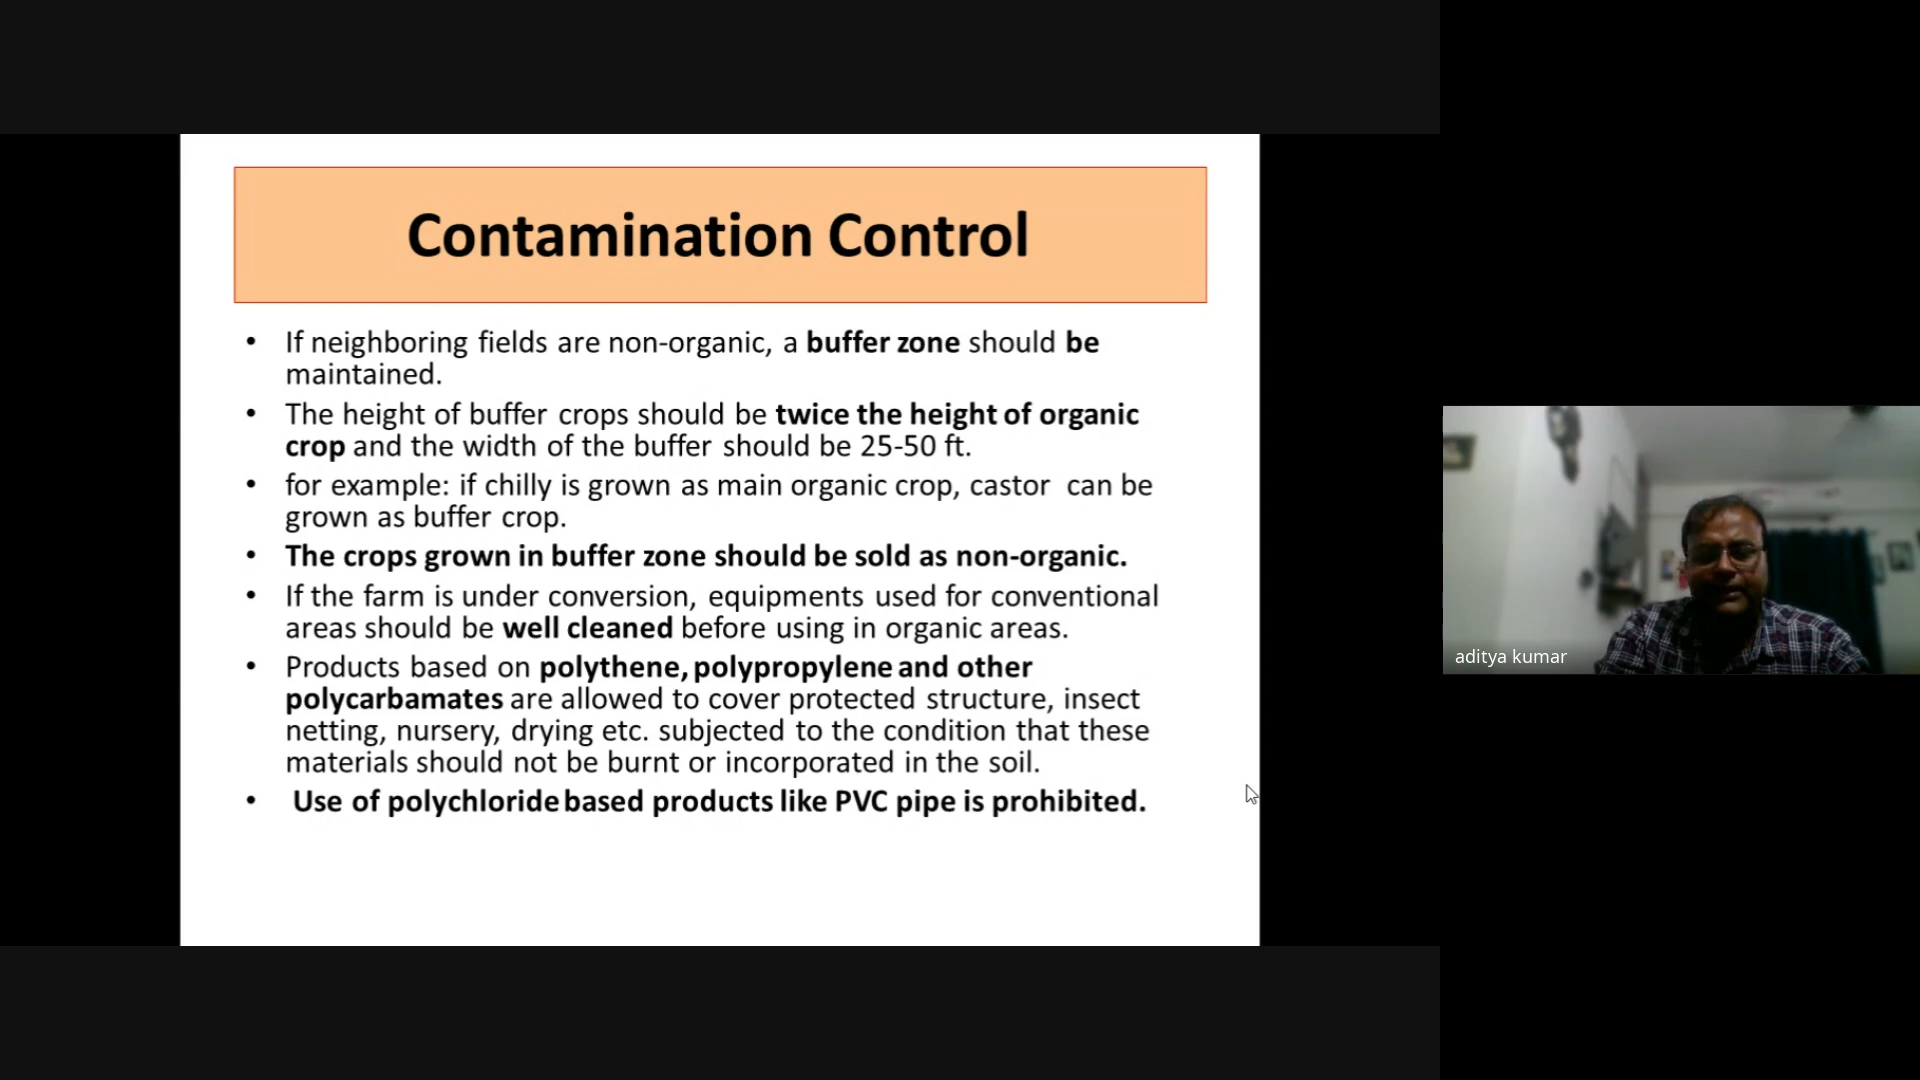 Contamination Control
• If neighboring fields are non-organic, a buffer zone should be
maintained.
• The height of buffer crops should be twice the height of organic
crop and the width of the buffer should be 25-50 ft.
• for example: if chilly is grown as main organic crop, castor can be
grown as buffer crop.
• The crops grown in buffer zone should be sold as non-organic.
• If the farm is under conversion, equipments used for conventional
areas should be well cleaned before using in organic areas.
• Products based on polythene, polypropylene and other
polycarbamates are allowed to cover protected structure, insect
netting, nursery, drying etc. subjected to the condition that these
materials should not be burnt or incorporated in the soil.
• Use of polychloride based products like PVC pipe is prohibited.
aditya kumar